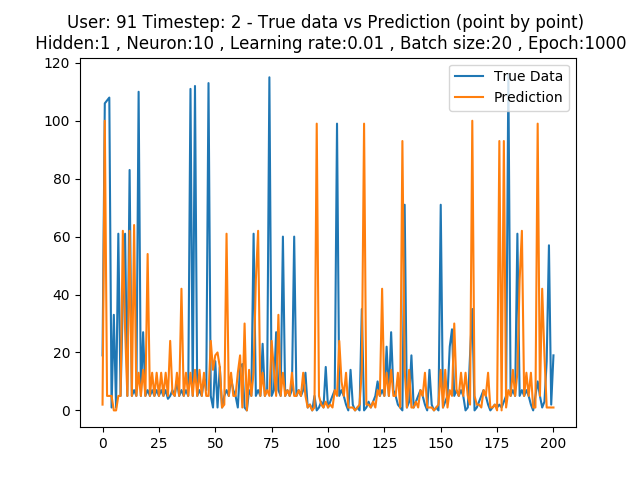 User: 91 Timestep: 2 - True data vs Prediction (point by point)
Hidden:1 , Neuron:10 , Learning rate:0.01 , Batch size:20 , Epoch:1000
True Data
Prediction
120
100
80
60
40
20
0
0 25 50 75 100 125 150 175 200